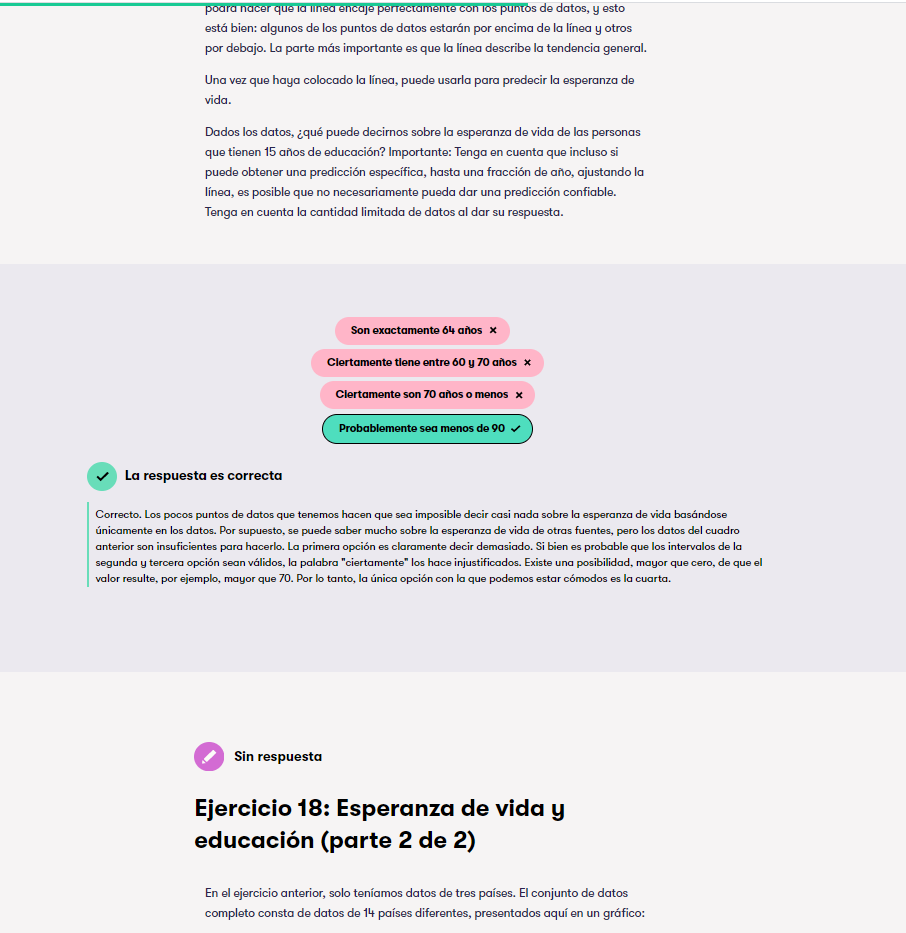 podrá hacer que la línea encaje perfectamente con los puntos de datos, y esto
está bien: algunos de los puntos de datos estarán por encima de la línea y otros
por debajo. La parte más importante es que la línea describe la tendencia general.
Una vez que haya colocado la línea, puede usarla para predecir la esperanza de
vida.
Dados los datos, ¿qué puede decirnos sobre la esperanza de vida de las personas
que tienen 15 años de educación? Importante: Tenga en cuenta que incluso si
puede obtener una predicción específica, hasta una fracción de año, ajustando la
línea, es posible que no necesariamente pueda dar una predicción confiable.
Tenga en cuenta la cantidad limitada de datos al dar su respuesta.
Son exactamente 64 años
Ciertamente tiene entre 60 y 70 años
Ciertamente son 70 años o menos
Probablemente sea menos de 90
La respuesta es correcta
Correcto. Los pocos puntos de datos que tenemos hacen que sea imposible decir casi nada sobre la esperanza de vida basándose
únicamente en los datos. Por supuesto, se puede saber mucho sobre la esperanza de vida de otras fuentes, pero los datos del cuadro
anterior son insuficientes para hacerlo. La primera opción es claramente decir demasiado. Si bien es probable que los intervalos de la
segunda y tercera opción sean válidos, la palabra "ciertamente" los hace injustificados. Existe una posibilidad, mayor que cero, de que el
valor resulte, por ejemplo, mayor que 70. Por lo tanto, la única opción con la que podemos estar cómodos es la cuarta.
Sin respuesta
Ejercicio 18: Esperanza de vida y
educación (parte 2 de 2)
En el ejercicio anterior, solo teníamos datos de tres países. El conjunto de datos
completo consta de datos de 14 países diferentes, presentados aquí en un gráfico: